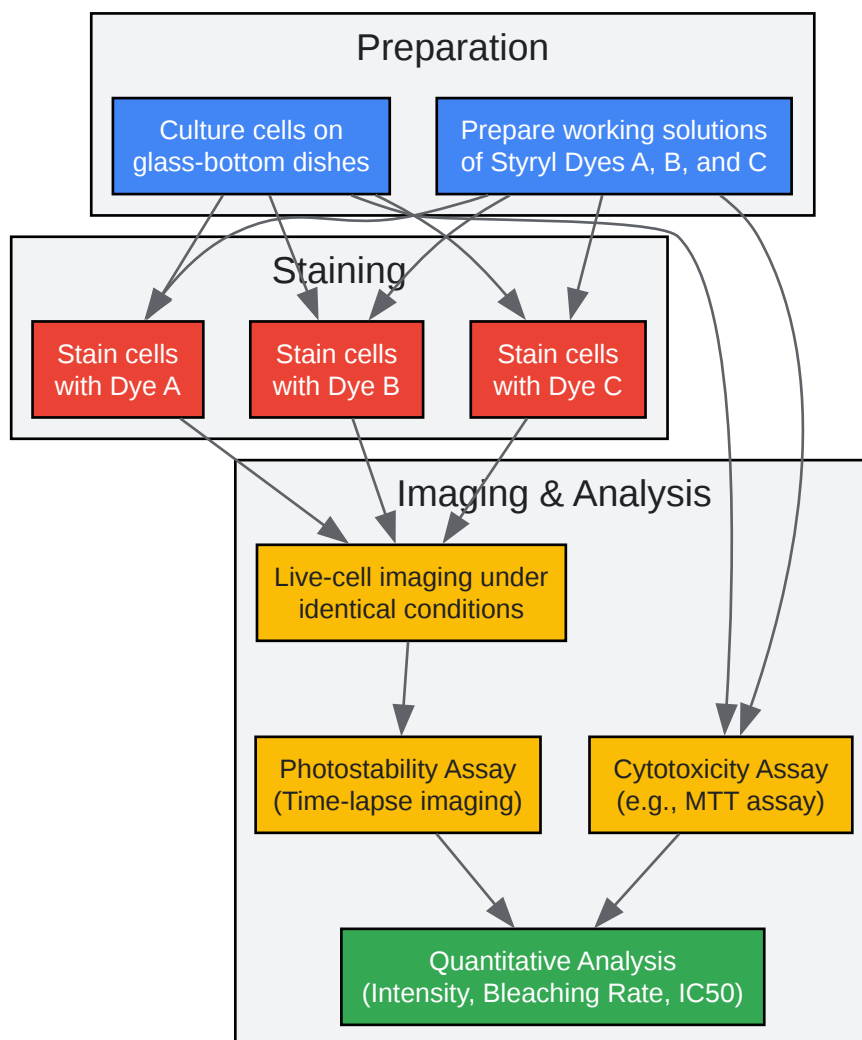 Preparation
Culture cells on
glass-bottom dishes
Prepare working solutions
of Styryl Dyes A, B, and C
Staining
Stain cells
with Dye A
Stain cells
with Dye B
Stain cells
with Dye C
Imaging & Analysis
Live-cell imaging under
identical conditions
Photostability Assay
(Time-lapse imaging)
Cytotoxicity Assay
(e.g., MTT assay)
Quantitative Analysis
(Intensity, Bleaching Rate, IC50)